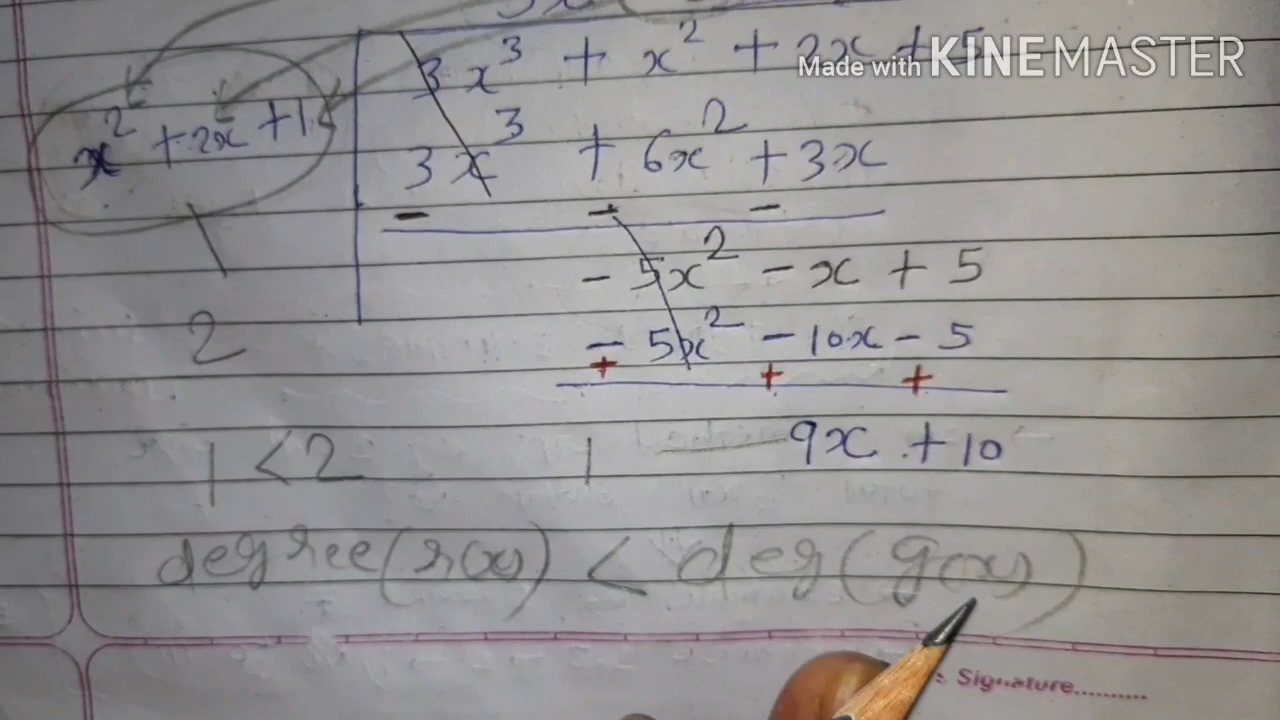 3x³ + x² + 2x + 5
Made with KINEMASTER
x² + 2x + 1
3x³ + 6x² + 3x
- - -
- 5x² - x + 5
2
- 5x² - 10x - 5
+ + +
1 < 2
1
9x + 10
degree(r(x)) < deg(g(x))
Signature..........